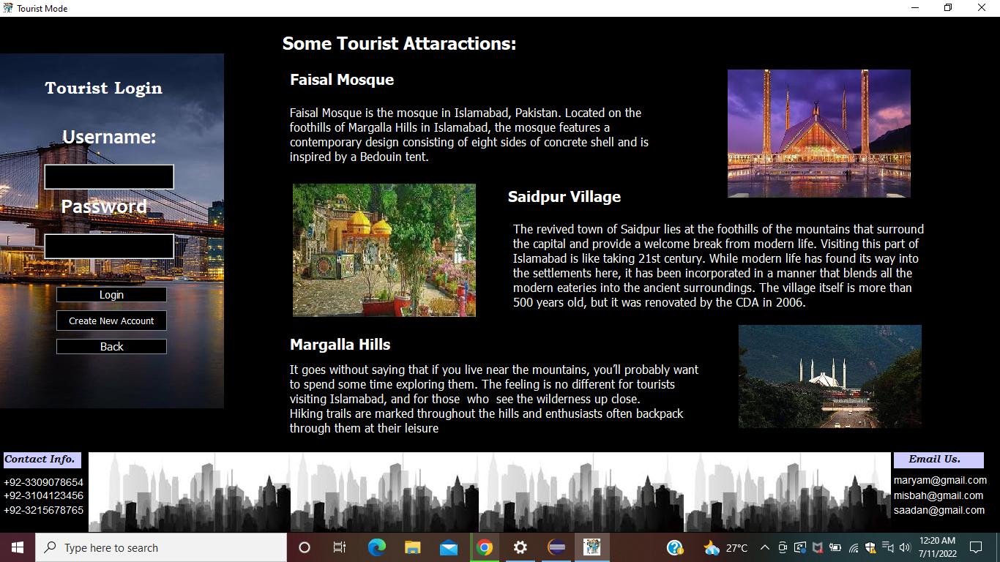 Tourist Mode
Some Tourist Attaractions:
Tourist Login
Username:
Password
Login
Create New Account
Back
Faisal Mosque
Faisal Mosque is the mosque in Islamabad, Pakistan. Located on the
foothills of Margalla Hills in Islamabad, the mosque features a
contemporary design consisting of eight sides of concrete shell and is
inspired by a Bedouin tent.
Saidpur Village
The revived town of Saidpur lies at the foothills of the mountains that surround
the capital and provide a welcome break from modern life. Visiting this part of
Islamabad is like taking 21st century. While modern life has found its way into
the settlements here, it has been incorporated in a manner that blends all the
modern eateries into the ancient surroundings. The village itself is more than
500 years old, but it was renovated by the CDA in 2006.
Margalla Hills
It goes without saying that if you live near the mountains, you’ll probably want
to spend some time exploring them. The feeling is no different for tourists
visiting Islamabad, and for those  who  see the wilderness up close.
Hiking trails are marked throughout the hills and enthusiasts often backpack
through them at their leisure
Contact Info.
+92-3309078654
+92-3104123456
+92-3215678765
Email Us.
maryam@gmail.com
misbah@gmail.com
saadan@gmail.com
Type here to search
27°C
12:20 AM
7/11/2022